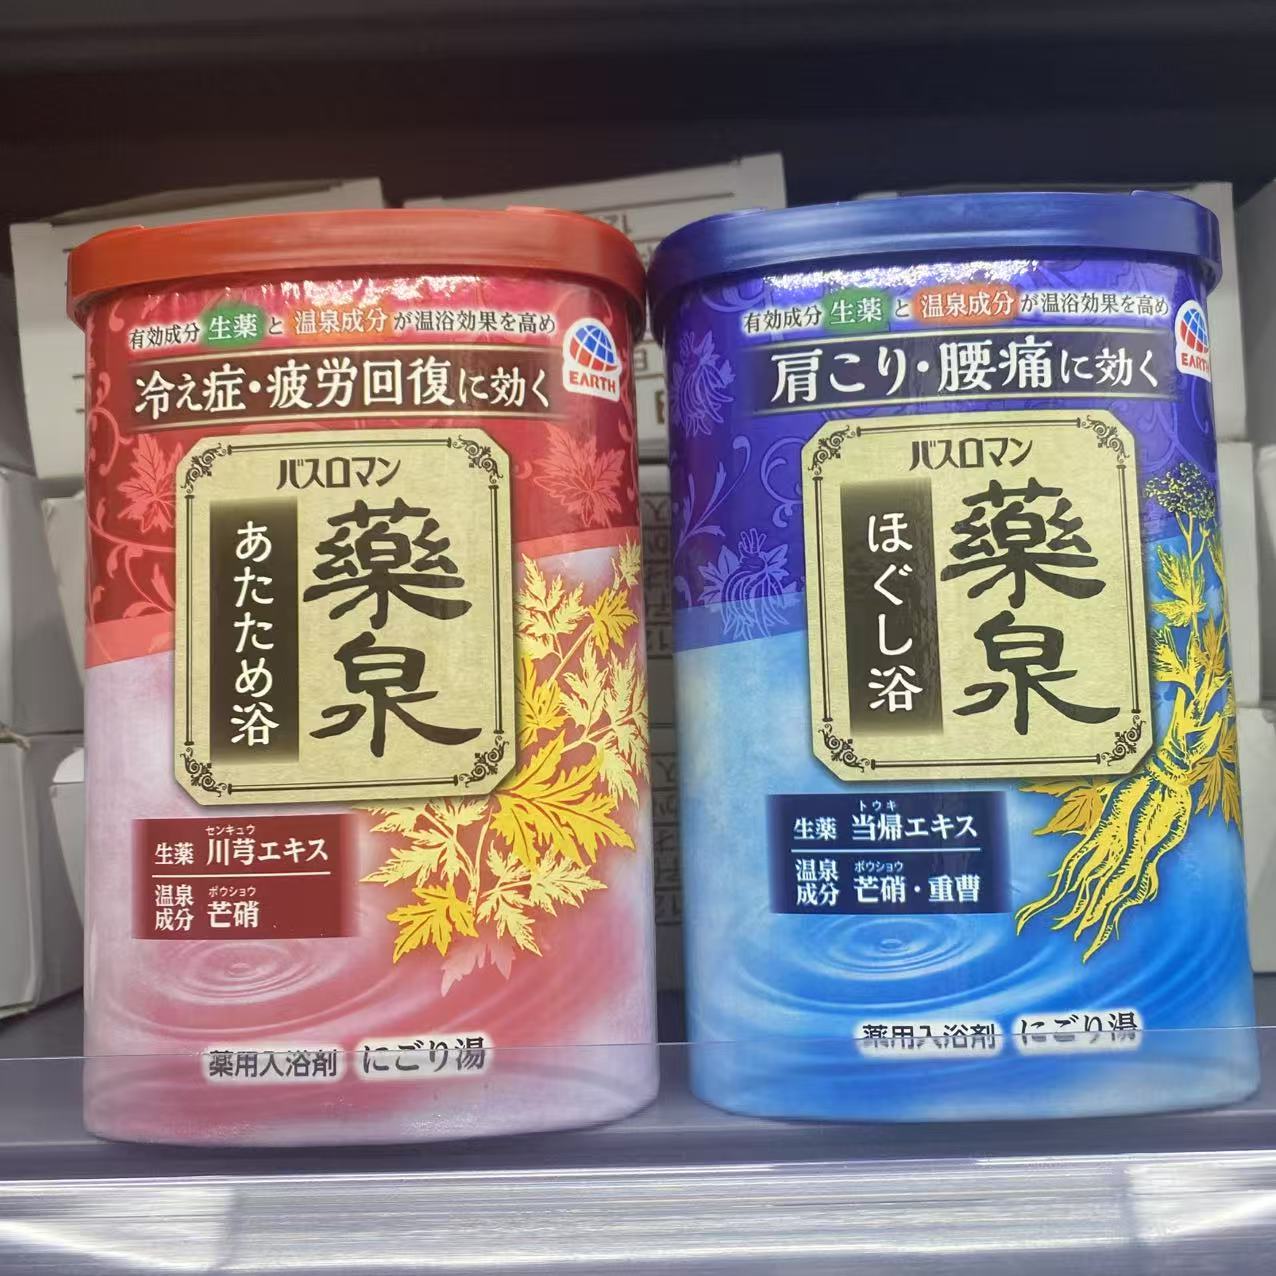 有効成分 生薬 と 温泉成分 が温浴効果を高め
冷え症・疲労回復に効く
EARTH
バスロマン
薬泉
あたため浴
センキュウ
生薬 川芎エキス
ボウショウ
温泉成分 芒硝
薬用入浴剤 にごり湯
有効成分 生薬 と 温泉成分 が温浴効果を高め
肩こり・腰痛に効く
EARTH
バスロマン
薬泉
ほぐし浴
トウキ
生薬 当帰エキス
ボウショウ
温泉成分 芒硝・重曹
薬用入浴剤 にごり湯